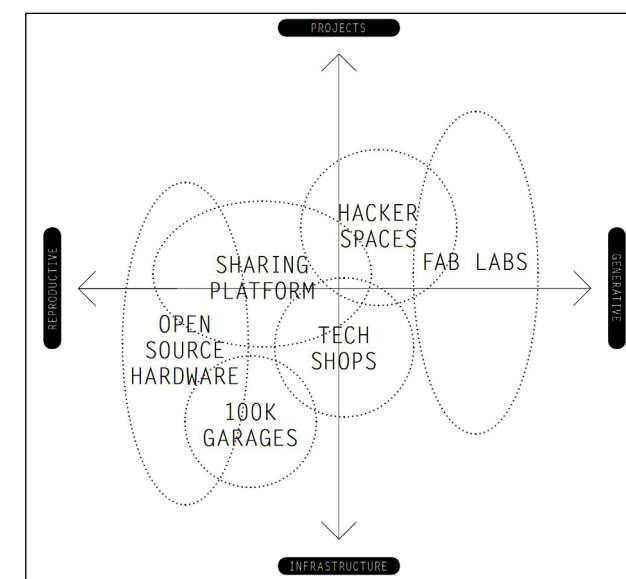 PROJECTS
HACKER
SPACES
FAB LABS
SHARING
PLATFORM
REPRODUCTIVE
GENERATIVE
OPEN
SOURCE
HARDWARE
TECH
SHOPS
100K
GARAGES
INFRASTRUCTURE